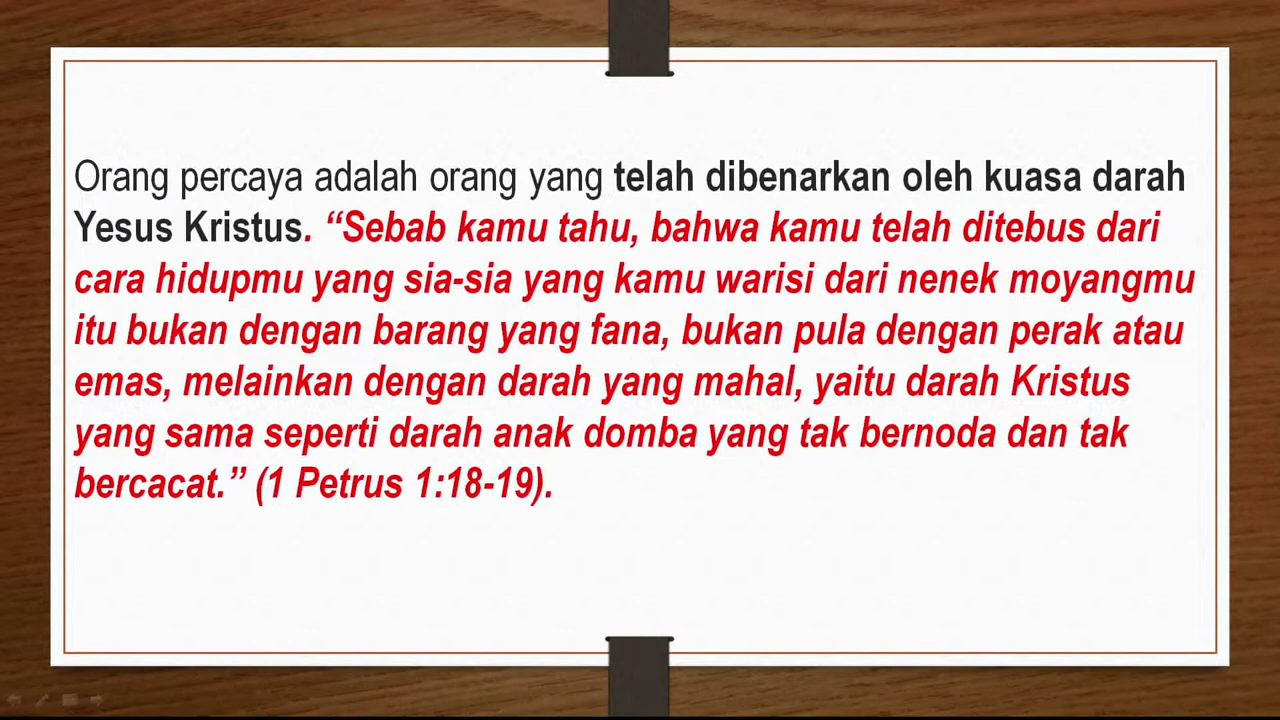 Orang percaya adalah orang yang telah dibenarkan oleh kuasa darah
Yesus Kristus. “Sebab kamu tahu, bahwa kamu telah ditebus dari
cara hidupmu yang sia-sia yang kamu warisi dari nenek moyangmu
itu bukan dengan barang yang fana, bukan pula dengan perak atau
emas, melainkan dengan darah yang mahal, yaitu darah Kristus
yang sama seperti darah anak domba yang tak bernoda dan tak
bercacat.” (1 Petrus 1:18-19).